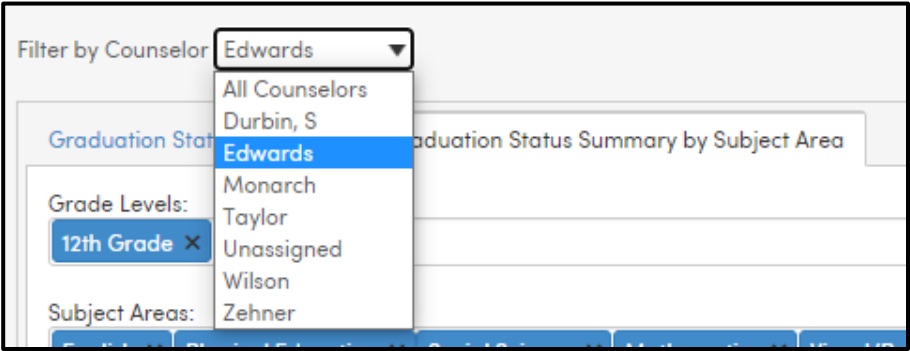 Filter by Counselor Edwards
All Counselors
Durbin, S
Edwards
Monarch
Taylor
Unassigned
Wilson
Zehner
Graduation Stat
aduation Status Summary by Subject Area
Grade Levels:
12th Grade ×
Subject Areas: